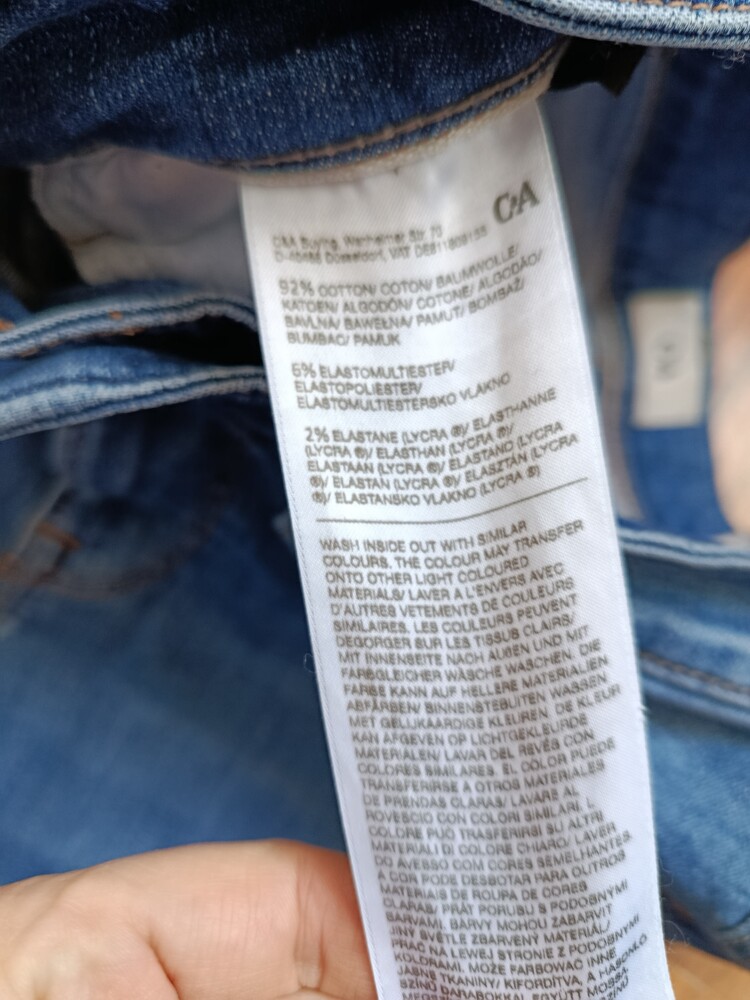 C&A
C&A Buying, Wanheimer Str. 70
D-40468 Düsseldorf, VAT DE811809155
92% COTTON/ COTON/ BAUMWOLLE/
KATOEN/ ALGODÓN/ COTONE/ ALGODÃO/
BAVLNA/ BAWEŁNA/ PAMUT/ BOMBAŽ/
BUMBAC/ PAMUK
6% ELASTOMULTIESTER/
ELASTOPOLIESTER/
ELASTOMULTIESTERSKO VLAKNO
2% ELASTANE (LYCRA ®)/ ELASTHANNE
(LYCRA ®)/ ELASTHAN (LYCRA ®)/
ELASTAAN (LYCRA ®)/ ELASTANO (LYCRA
®)/ ELASTAN (LYCRA ®)/ ELASZTÁN (LYCRA
®)/ ELASTANSKO VLAKNO (LYCRA ®)
WASH INSIDE OUT WITH SIMILAR
COLOURS. THE COLOUR MAY TRANSFER
ONTO OTHER LIGHT COLOURED
MATERIALS/ LAVER A L'ENVERS AVEC
D'AUTRES VETEMENTS DE COULEURS
SIMILAIRES. LES COULEURS PEUVENT
DEGORGER SUR LES TISSUS CLAIRS/
MIT INNENSEITE NACH AUßEN UND MIT
FARBGLEICHER WÄSCHE WASCHEN. DIE
FARBE KANN AUF HELLERE MATERIALIEN
ABFÄRBEN/ BINNENSTEBUITEN WASSEN
MET GELIJKAARDIGE KLEUREN. DE KLEUR
KAN AFGEVEN OP LICHTGEKLEURDE
MATERIALEN/ LAVAR DEL REVÉS CON
COLORES SIMILARES. EL COLOR PUEDE
TRANSFERIRSE A OTROS MATERIALES
DE PRENDAS CLARAS/ LAVARE AL
ROVESCIO CON COLORI SIMILARI. IL
COLORE PUÒ TRASFERIRSI SU ALTRI
MATERIALI DI COLORE CHIARO/ LAVAR
DO AVESSO COM CORES SEMELHANTES.
A COR PODE DESBOTAR PARA OUTROS
MATERIAIS DE ROUPA DE CORES
CLARAS/ PRÁT PORUBU S PODOBNÝMI
BARVAMI. BARVY MOHOU ZABARVIT
JINÝ SVĚTLE ZBARVENÝ MATERIÁL/
PRAĆ NA LEWEJ STRONIE Z PODOBNYMI
KOLORAMI. MOŻE FARBOWAĆ INNE
JASNE TKANINY/ KIFORDÍTVA, A HASONLÓ
SZÍNŰ DARABOKKAL EGYÜTT MOSSA.